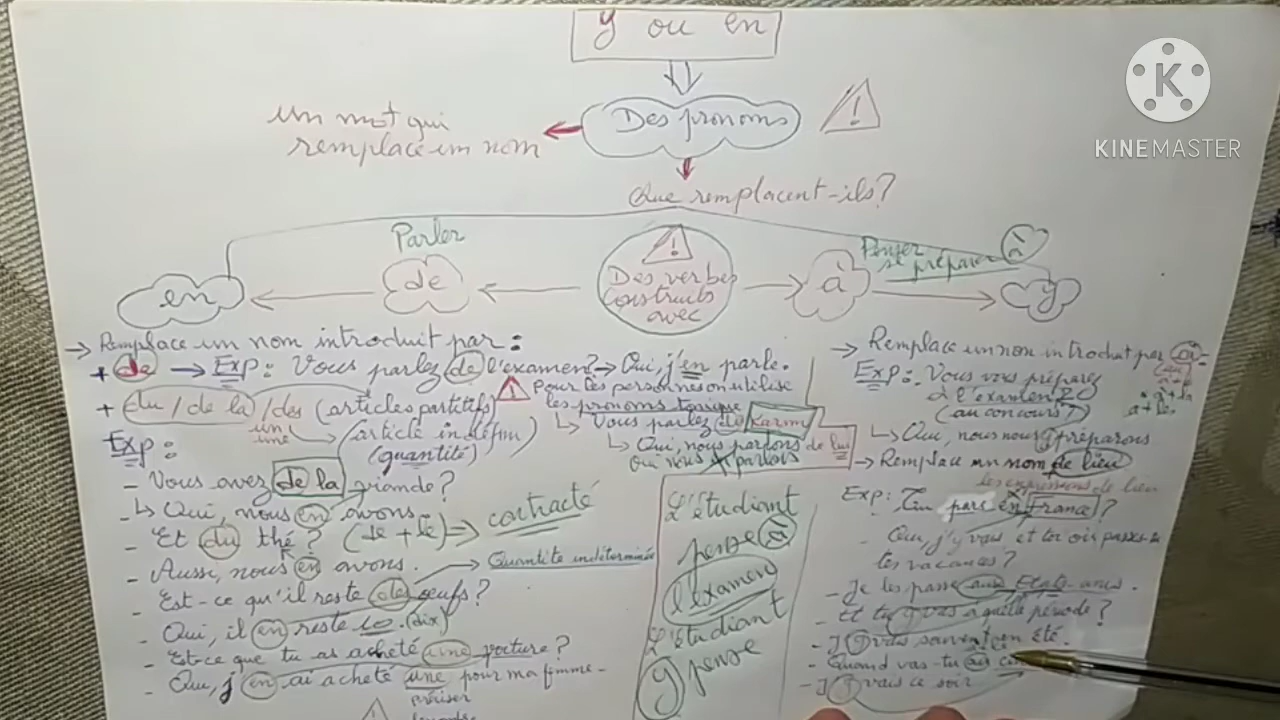 y ou en
Des pronoms
!
Un mot qui
remplace un nom
KINEMASTER
Que remplacent-ils?
Parler
Penser à
se préparer
en
de
!
Des verbes
construits
avec
à
y
→ Remplace un nom introduit par :
+ de → Exp: Vous parlez de l'examen? → Oui, j'en parle.
+ du / de la / des (articles partitifs)
un
une
(article indéfini)
(quantité)
! Pour les personnes on utilise
les pronoms tonique
Vous parlez de Karim
Oui, nous parlons de lui
Exp:
- Vous avez de la viande?
- Oui, nous en avons.
- Et du thé? (de + le) → contracté
- Aussi, nous en avons.
Quantité indéterminée
- Est-ce qu'il reste des oeufs?
- Oui, il en reste 10. (dix)
- Est-ce que tu as acheté une voiture?
- Oui, j'en ai acheté une pour ma femme-
préciser
!
L'étudiant
pense à
l'examen
L'étudiant
y pense
→ Remplace un nom introduit par à
Exp: Vous vous préparez
à l'examen?
(au concours?)
Oui, nous nous y préparons
→ Remplace un nom de lieu
les expressions de lieu
Exp: Tu pars en France?
- Oui, j'y vais et toi où passes-tu
tes vacances?
- Je les passe aux Etats-unis.
- Et tu y vas à quelle période?
- J'y vais souvent en été.
- Quand vas-tu au
- J'y vais ce soir